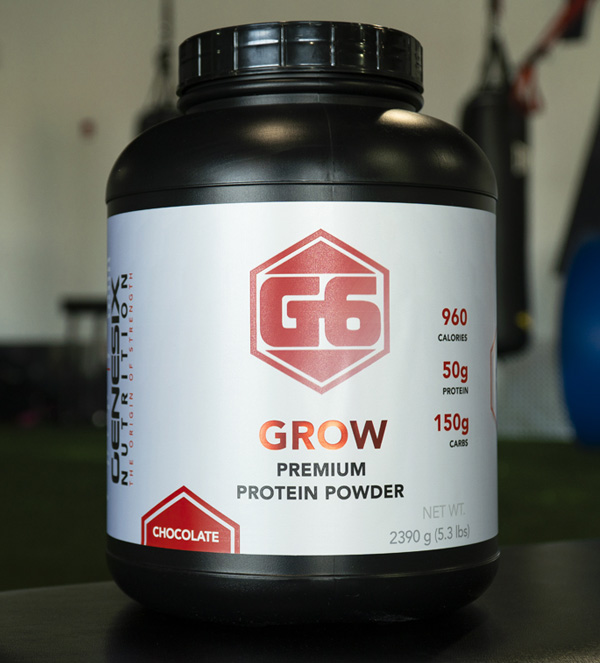 G6
GROW
PREMIUM
PROTEIN POWDER
960
CALORIES
50g
PROTEIN
150g
CARBS
NET WT.
2390 g (5.3 lbs)
CHOCOLATE
GENESIX
NUTRITION
THE ORIGIN OF STRENGTH